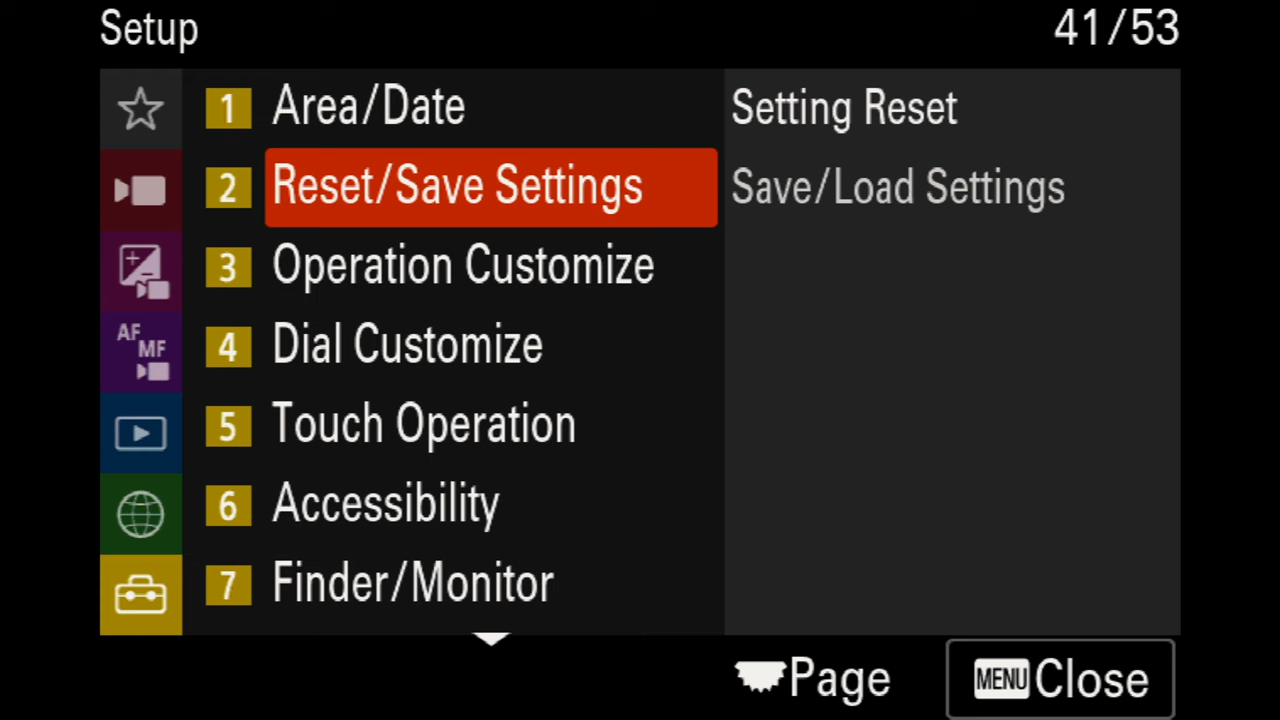 Setup 41/53
1 Area/Date Setting Reset
2 Reset/Save Settings Save/Load Settings
3 Operation Customize
AF MF
4 Dial Customize
5 Touch Operation
6 Accessibility
7 Finder/Monitor
Page MENU Close